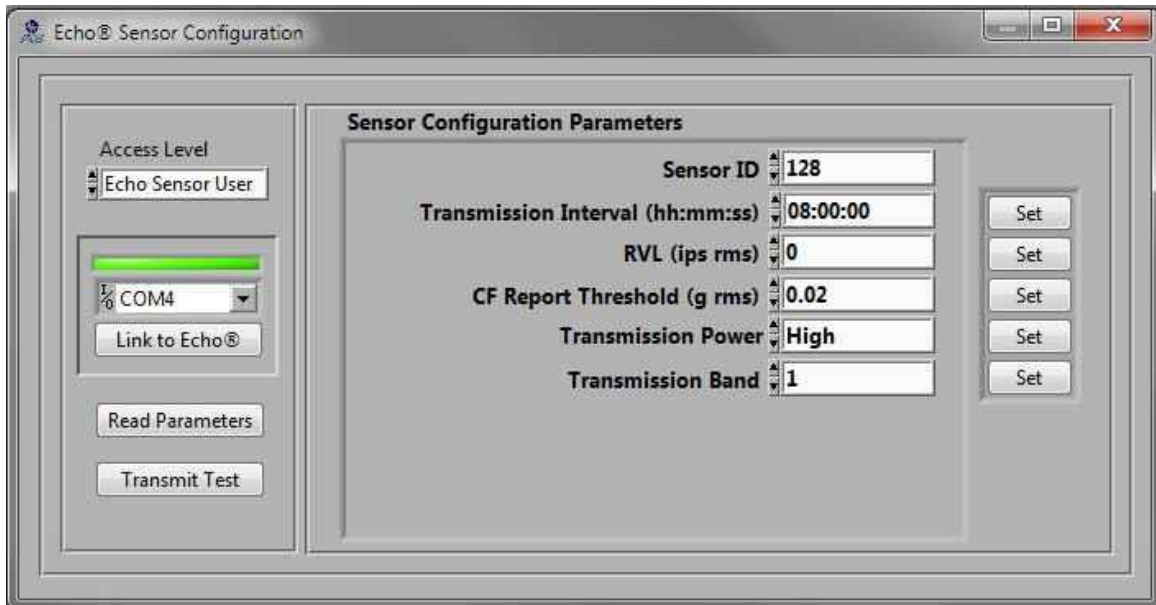 Echo® Sensor Configuration
Access Level
Echo Sensor User
COM4
Link to Echo®
Read Parameters
Transmit Test
Sensor Configuration Parameters
Sensor ID 128
Transmission Interval (hh:mm:ss) 08:00:00 Set
RVL (ips rms) 0 Set
CF Report Threshold (g rms) 0.02 Set
Transmission Power High Set
Transmission Band 1 Set